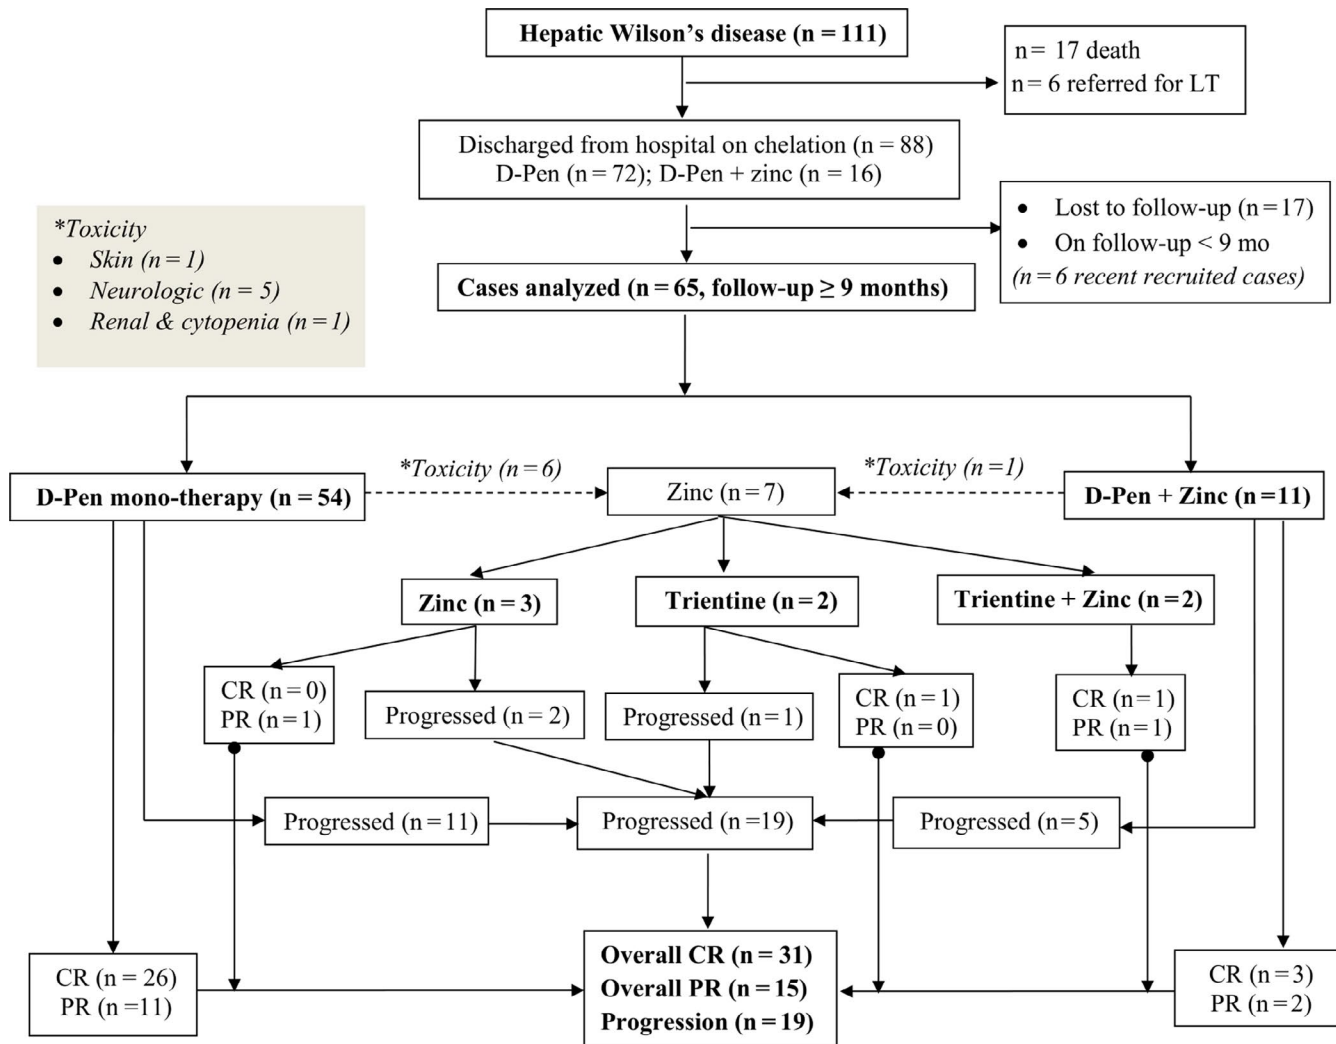 Hepatic Wilson's disease (n = 111)
n = 17 death
n = 6 referred for LT
Discharged from hospital on chelation (n = 88)
D-Pen (n = 72); D-Pen + zinc (n = 16)
• Lost to follow-up (n = 17)
• On follow-up < 9 mo
(n = 6 recent recruited cases)
*Toxicity
• Skin (n = 1)
• Neurologic (n = 5)
• Renal & cytopenia (n = 1)
Cases analyzed (n = 65, follow-up ≥ 9 months)
D-Pen mono-therapy (n = 54)
*Toxicity (n = 6)
Zinc (n = 7)
*Toxicity (n = 1)
D-Pen + Zinc (n = 11)
Zinc (n = 3)
Trientine (n = 2)
Trientine + Zinc (n = 2)
CR (n = 0)
PR (n = 1)
Progressed (n = 2)
Progressed (n = 1)
CR (n = 1)
PR (n = 0)
CR (n = 1)
PR (n = 1)
Progressed (n = 11)
Progressed (n = 19)
Progressed (n = 5)
CR (n = 26)
PR (n = 11)
Overall CR (n = 31)
Overall PR (n = 15)
Progression (n = 19)
CR (n = 3)
PR (n = 2)